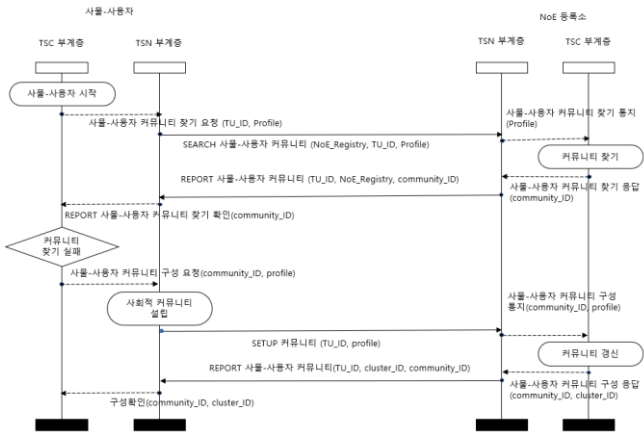 사물-사용자
NoE 등록소
TSC 부계층
TSN 부계층
TSN 부계층
TSC 부계층
사물-사용자 시작
사물-사용자 커뮤니티 찾기 요청 (TU_ID, Profile)
사물-사용자 커뮤니티 찾기 통지
(Profile)
SEARCH 사물-사용자 커뮤니티 (NoE_Registry, TU_ID, Profile)
커뮤니티 찾기
REPORT 사물-사용자 커뮤니티 (TU_ID, NoE_Registry, community_ID)
사물-사용자 커뮤니티 찾기 응답
(community_ID)
REPORT 사물-사용자 커뮤니티 찾기 확인(community_ID)
커뮤니티
찾기 실패
사물-사용자 커뮤니티 구성 요청(community_ID, profile)
사회적 커뮤니티
설립
사물-사용자 커뮤니티 구성
통지(community_ID, profile)
SETUP 커뮤니티 (TU_ID, profile)
커뮤니티 갱신
REPORT 사물-사용자 커뮤니티(TU_ID, cluster_ID, community_ID)
사물-사용자 커뮤니티 구성 응답
(community_ID, cluster_ID)
구성확인(community_ID, cluster_ID)